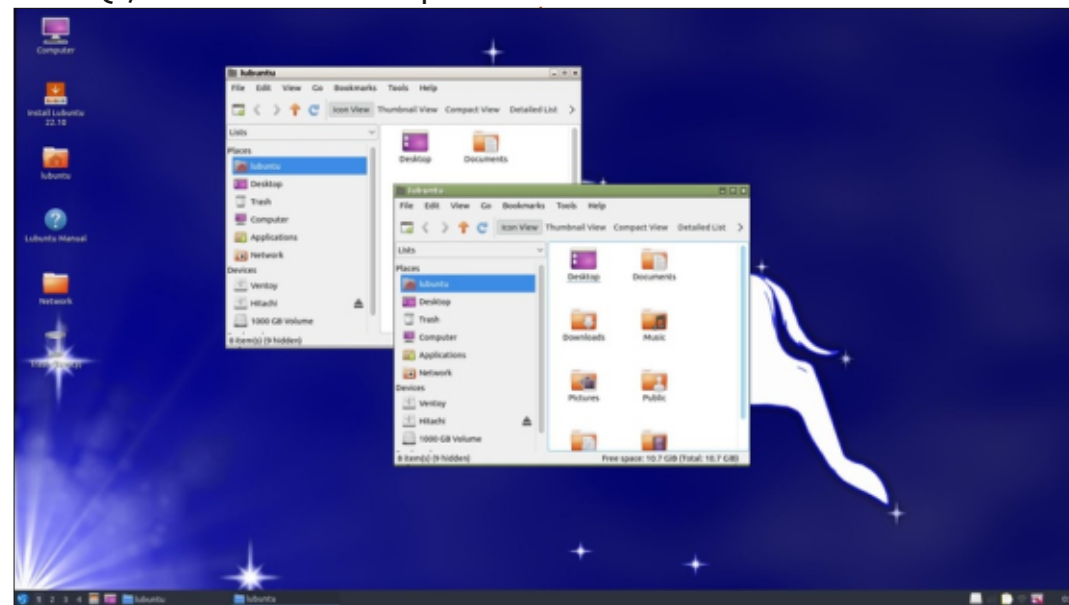 Computer
Install Lubuntu
22.10
lubuntu
Lubuntu Manual
Network
lubuntu
File Edit View Go Bookmarks Tools Help
Icon View Thumbnail View Compact View Detailed List
Lists
Places
lubuntu
Desktop
Trash
Computer
Applications
Network
Devices
Ventoy
Hitachi
1000 GB Volume
8 item(s) (9 hidden)
Desktop Documents
lubuntu
File Edit View Go Bookmarks Tools Help
Icon View Thumbnail View Compact View Detailed List
Lists
Places
lubuntu
Desktop
Trash
Computer
Applications
Network
Devices
Ventoy
Hitachi
1000 GB Volume
8 item(s) (9 hidden)
Desktop Documents
Downloads Music
Pictures Public
Free space: 10.7 GiB (Total: 10.7 GiB)
1 2 3 4 lubuntu lubuntu